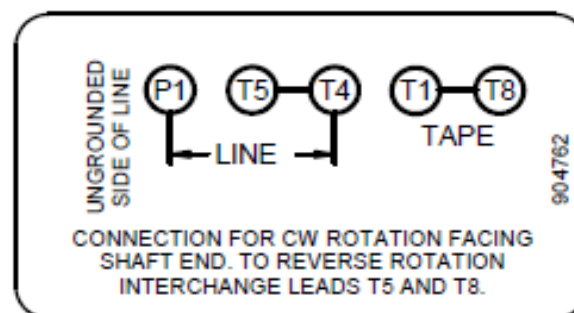 UNGROUNDED
SIDE OF LINE
P1 T5 T4 T1 T8
LINE
TAPE
904762
CONNECTION FOR CW ROTATION FACING
SHAFT END. TO REVERSE ROTATION
INTERCHANGE LEADS T5 AND T8.